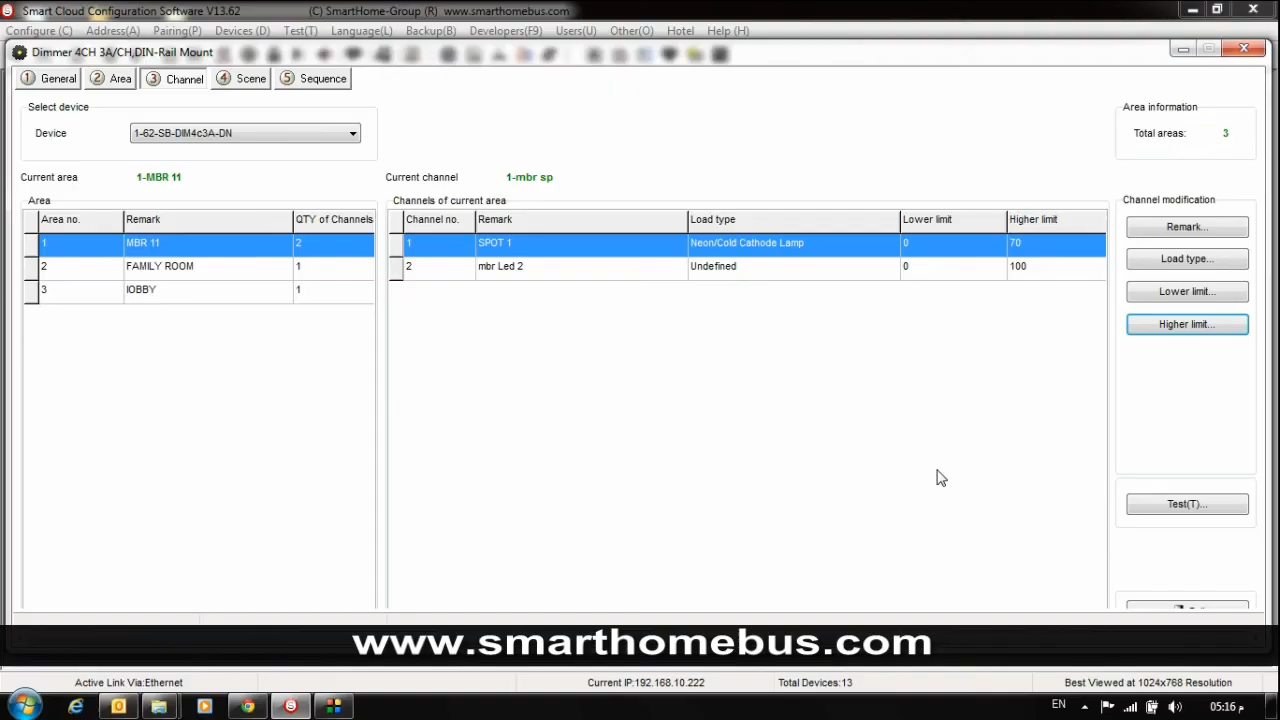 Smart Cloud Configuration Software V13.62 (C) SmartHome-Group (R) www.smarthomebus.com
Configure (C) Address(A) Pairing(P) Devices (D) Test(T) Language(L) Backup(B) Developers(F) Users(U) Other(O) Hotel Help (H)
Dimmer 4CH 3A/CH,DIN-Rail Mount
1 General 2 Area 3 Channel 4 Scene 5 Sequence
Select device
Device 1-62-SB-DIM4c3A-DN
Area information
Total areas: 3
Current area 1-MBR 11
Current channel 1-mbr sp
Area
Area no. Remark QTY of Channels
1 MBR 11 2
2 FAMILY ROOM 1
3 lOBBY 1
Channels of current area
Channel no. Remark Load type Lower limit Higher limit
1 SPOT 1 Neon/Cold Cathode Lamp 0 70
2 mbr Led 2 Undefined 0 100
Channel modification
Remark...
Load type...
Lower limit...
Higher limit...
Test(T)...
www.smarthomebus.com
Active Link Via:Ethernet Current IP:192.168.10.222 Total Devices:13 Best Viewed at 1024x768 Resolution
EN 05:16 م